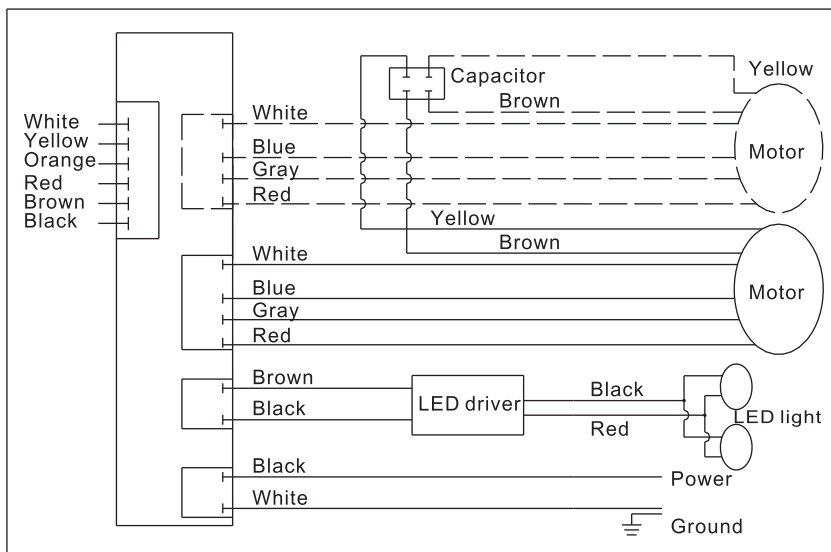 White
Yellow
Orange
Red
Brown
Black
Capacitor
Yellow
Brown
White
Blue
Gray
Red
Motor
Yellow
Brown
White
Blue
Gray
Red
Motor
Brown
Black
LED driver
Black
Red
LED light
Black
White
Power
Ground